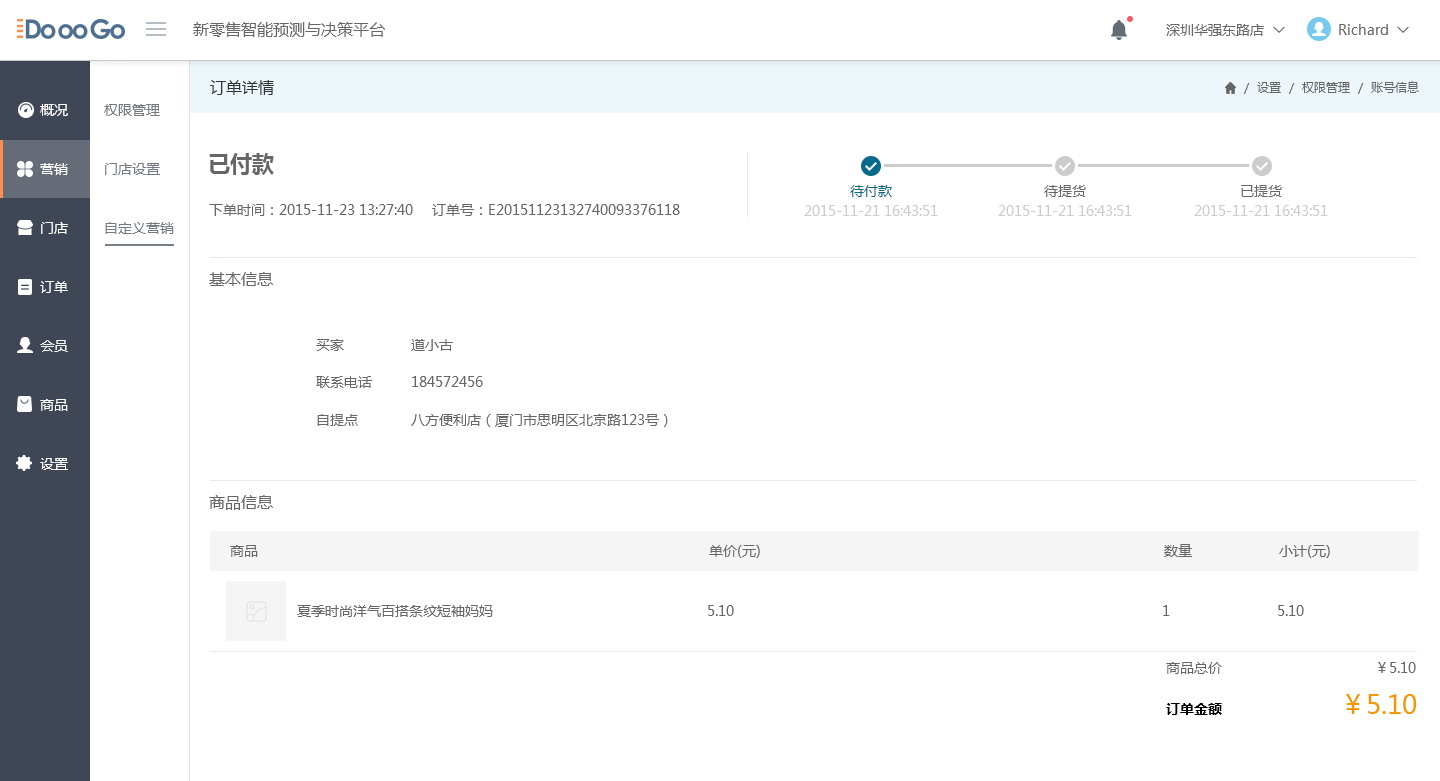 DoooGo 新零售智能预测与决策平台 深圳华强东路店 Richard
订单详情 / 设置 / 权限管理 / 账号信息
概况
营销
门店
订单
会员
商品
设置
权限管理
门店设置
自定义营销
已付款
下单时间：2015-11-23 13:27:40 订单号：E20151123132740093376118
待付款 待提货 已提货
2015-11-21 16:43:51 2015-11-21 16:43:51 2015-11-21 16:43:51
基本信息
买家 道小古
联系电话 184572456
自提点 八方便利店（厦门市思明区北京路123号）
商品信息
商品 单价(元) 数量 小计(元)
夏季时尚洋气百搭条纹短袖妈妈 5.10 1 5.10
商品总价 ¥ 5.10
订单金额 ¥ 5.10